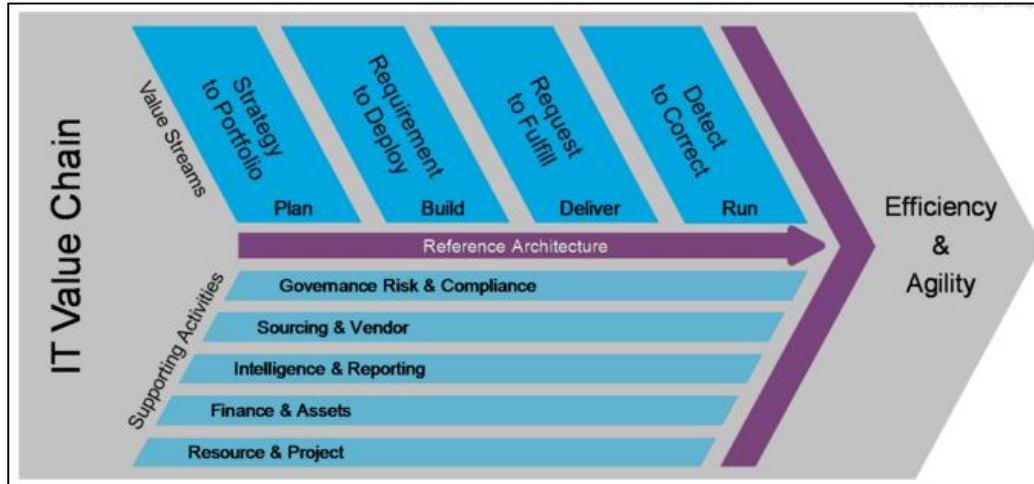 IT Value Chain
Value Streams
Strategy
to Portfolio
Plan
Requirement
to Deploy
Build
Request
to Fulfill
Deliver
Detect
to Correct
Run
Reference Architecture
Efficiency
&
Agility
Supporting Activities
Governance Risk & Compliance
Sourcing & Vendor
Intelligence & Reporting
Finance & Assets
Resource & Project